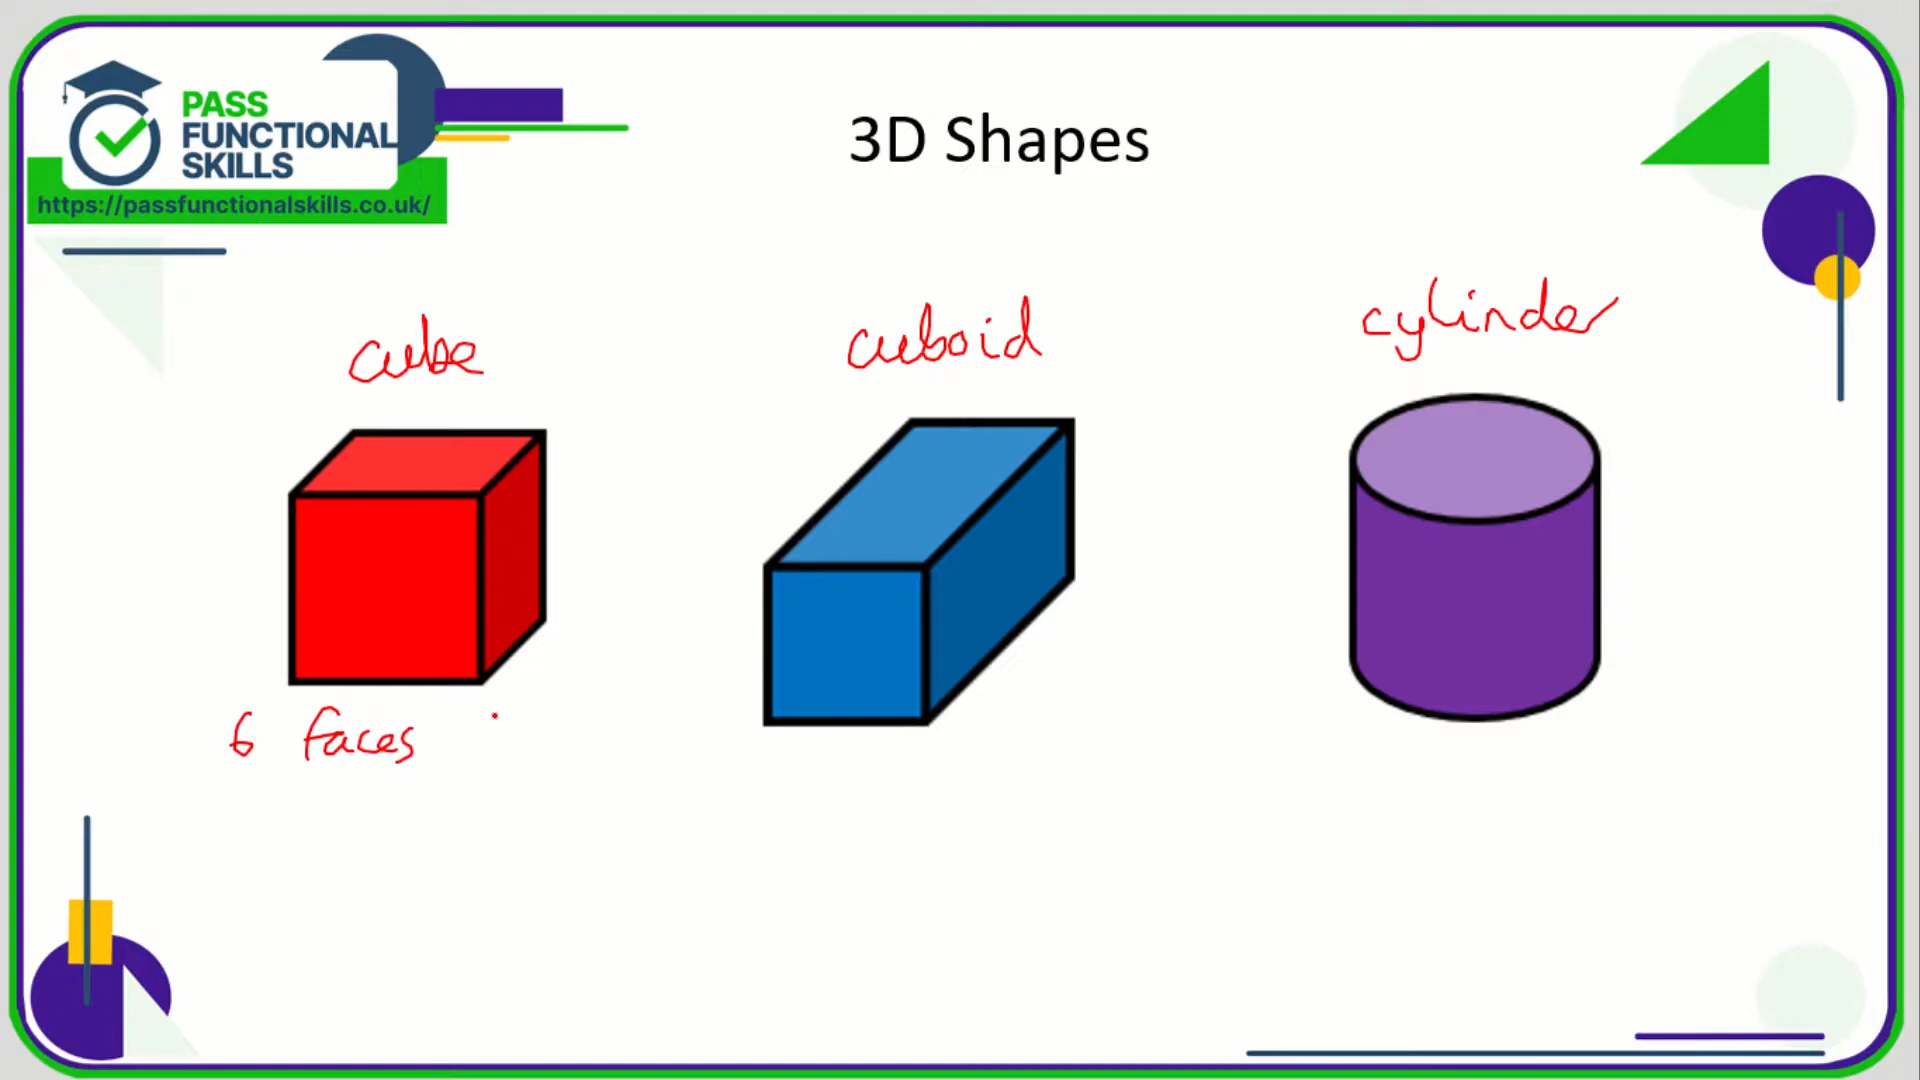 PASS
FUNCTIONAL
SKILLS
https://passfunctionalskills.co.uk/
3D Shapes
cube
cuboid
cylinder
6 faces